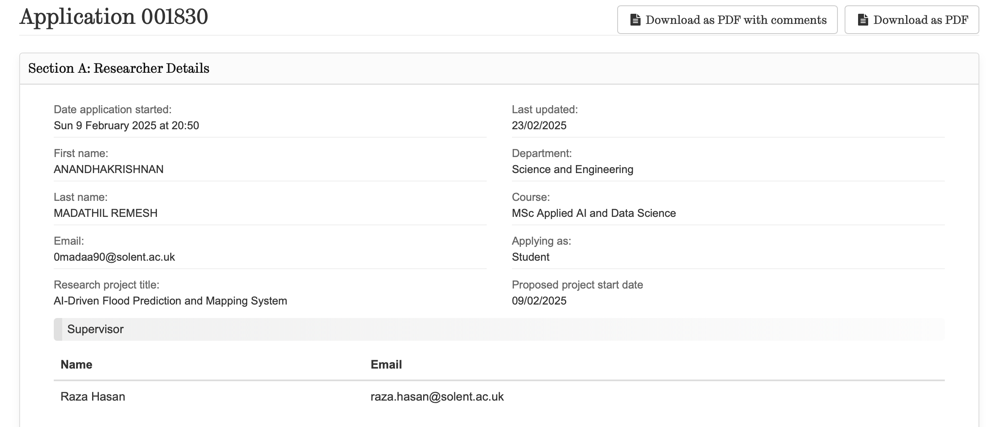 Application 001830
Download as PDF with comments
Download as PDF
Section A: Researcher Details
Date application started:
Sun 9 February 2025 at 20:50
Last updated:
23/02/2025
First name:
ANANDHAKRISHNAN
Department:
Science and Engineering
Last name:
MADATHIL REMESH
Course:
MSc Applied AI and Data Science
Email:
0madaa90@solent.ac.uk
Applying as:
Student
Research project title:
AI-Driven Flood Prediction and Mapping System
Proposed project start date
09/02/2025
Supervisor
Name Email
Raza Hasan raza.hasan@solent.ac.uk